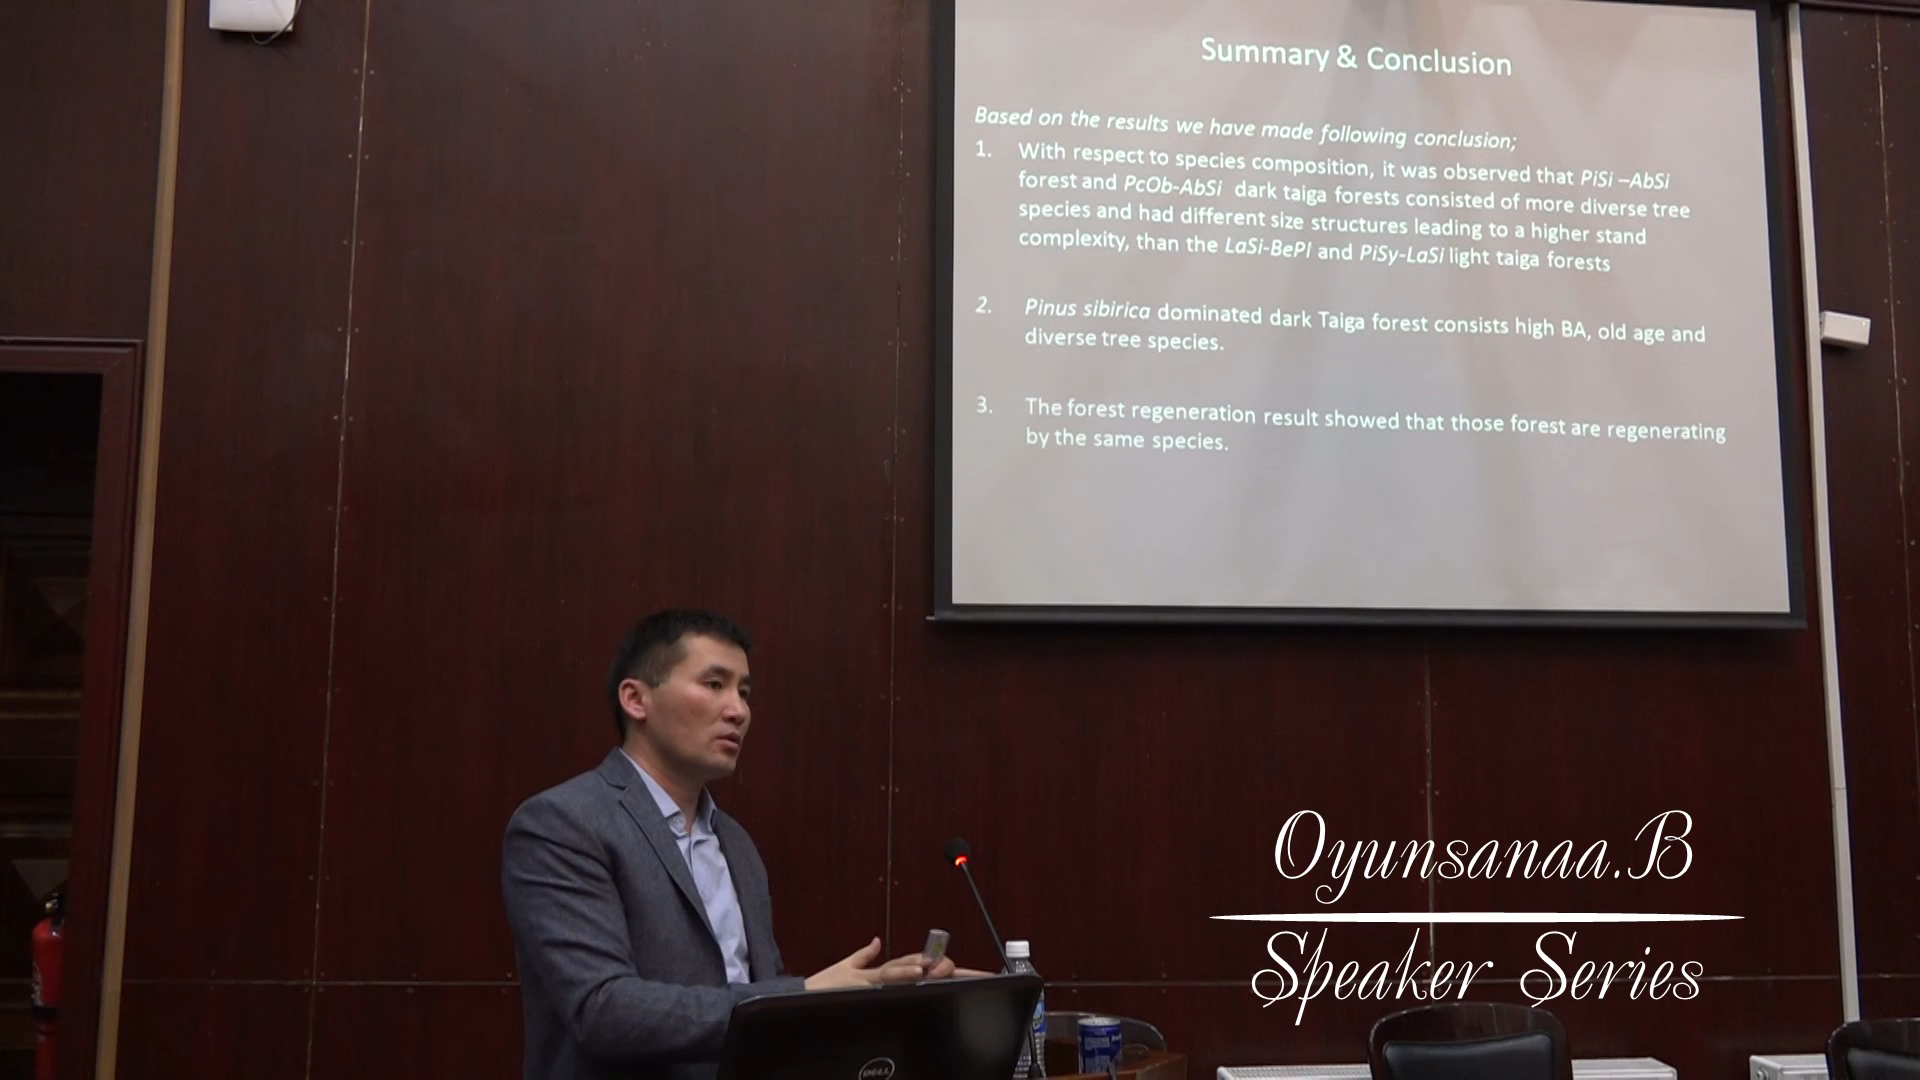 Summary & Conclusion
Based on the results we have made following conclusion;
1. With respect to species composition, it was observed that PiSi –AbSi
forest and PcOb-AbSi dark taiga forests consisted of more diverse tree
species and had different size structures leading to a higher stand
complexity, than the LaSi-BePl and PiSy-LaSi light taiga forests
2. Pinus sibirica dominated dark Taiga forest consists high BA, old age and
diverse tree species.
3. The forest regeneration result showed that those forest are regenerating
by the same species.
Oyunsanaa.B
Speaker Series
DELL